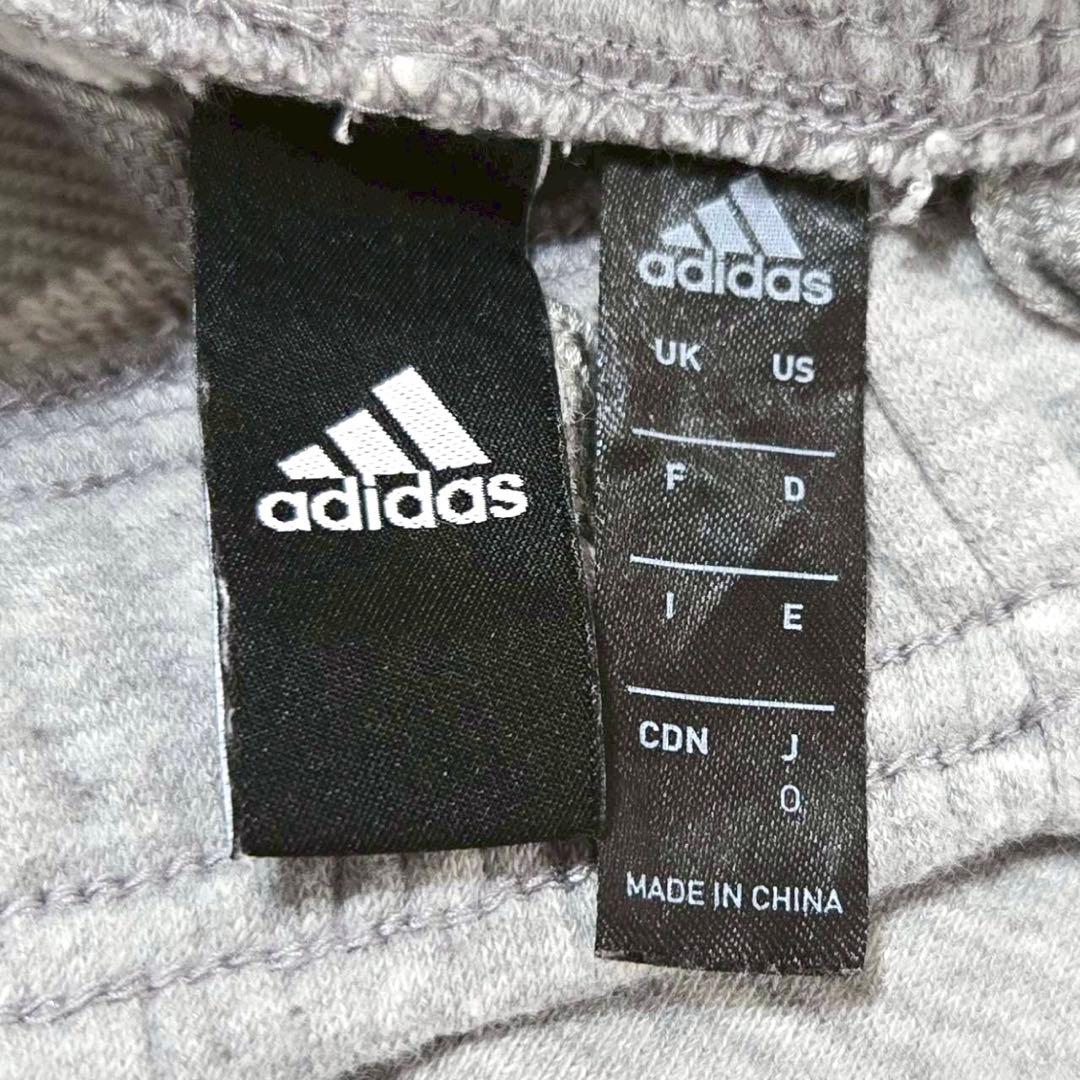 adidas
adidas
UK US
F D
I E
CDN J
O
MADE IN CHINA